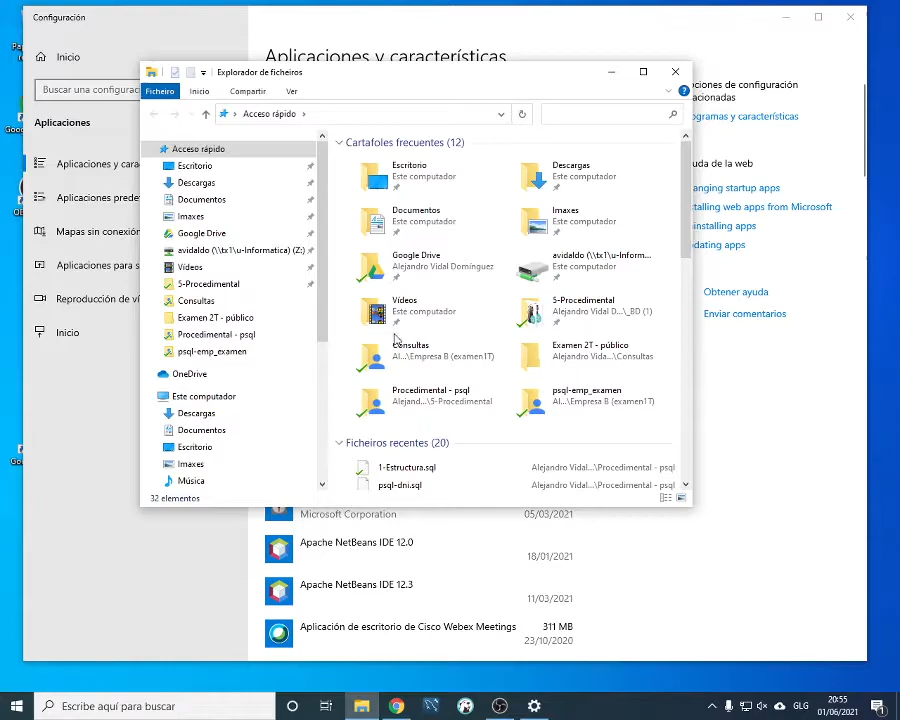 Configuración
Inicio
Buscar una configurac
Aplicaciones
Aplicaciones y cara
Aplicaciones prede
Mapas sin conexión
Aplicaciones para s
Reproducción de ví
Inicio
Aplicaciones y características
pciones de configuración
acionadas
ogramas y características
uda de la web
anging startup apps
stalling web apps from Microsoft
installing apps
pdating apps
Obtener ayuda
Enviar comentarios
Explorador de ficheiros
Ficheiro
Inicio
Compartir
Ver
Acceso rápido
Acceso rápido
Escritorio
Descargas
Documentos
Imaxes
Google Drive
avidaldo (\\tx1\u-Informatica) (Z:)
Vídeos
5-Procedimental
Consultas
Examen 2T - público
Procedimental - psql
psql-emp_examen
OneDrive
Este computador
Descargas
Documentos
Escritorio
Imaxes
Música
32 elementos
Cartafoles frecuentes (12)
Escritorio
Este computador
Descargas
Este computador
Documentos
Este computador
Imaxes
Este computador
Google Drive
Alejandro Vidal Domínguez
avidaldo (\\tx1\u-Inform...
Este computador
Vídeos
Este computador
5-Procedimental
Alejandro Vidal D...\_BD (1)
Consultas
Al...\Empresa B (examen1T)
Examen 2T - público
Alejandro Vida...\Consultas
Procedimental - psql
Alejand...\5-Procedimental
psql-emp_examen
Al...\Empresa B (examen1T)
Ficheiros recentes (20)
1-Estructura.sql
Alejandro Vidal...\Procedimental - psql
psql-dni.sql
Alejandro Vidal...\Procedimental - psql
Microsoft Corporation
05/03/2021
Apache NetBeans IDE 12.0
18/01/2021
Apache NetBeans IDE 12.3
11/03/2021
Aplicación de escritorio de Cisco Webex Meetings
311 MB
23/10/2020
Escribe aquí para buscar
GLG
20:55
01/06/2021